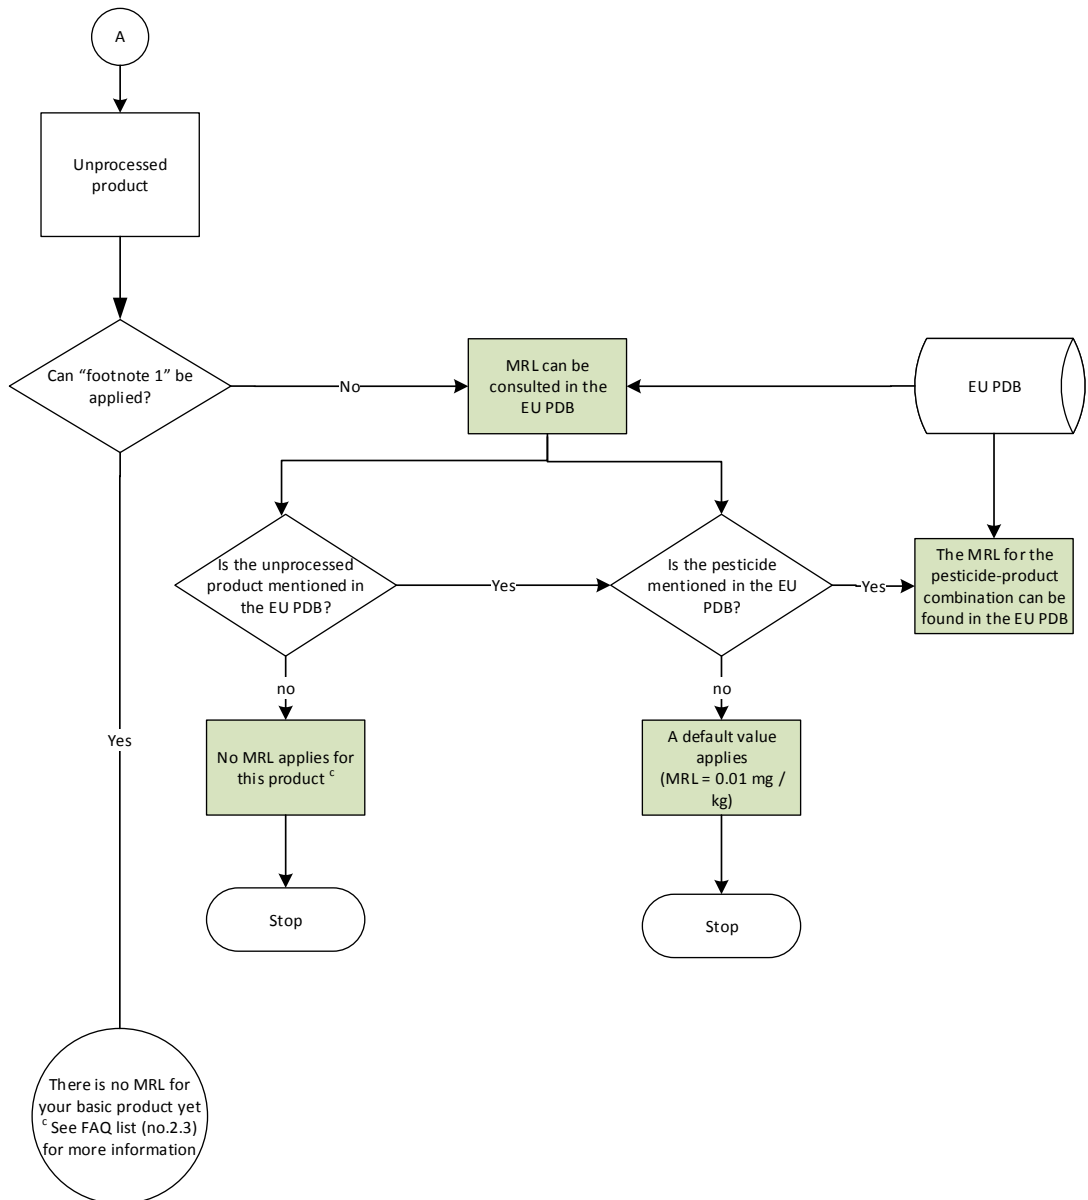 A
Unprocessed
product
Can “footnote 1” be
applied?
No
MRL can be
consulted in the
EU PDB
EU PDB
Is the unprocessed
product mentioned in
the EU PDB?
Yes
Is the pesticide
mentioned in the EU
PDB?
Yes
The MRL for the
pesticide-product
combination can be
found in the EU PDB
no
no
Yes
No MRL applies for
this product c
A default value
applies
(MRL = 0.01 mg /
kg)
Stop
Stop
There is no MRL for
your basic product yet
c See FAQ list (no.2.3)
for more information